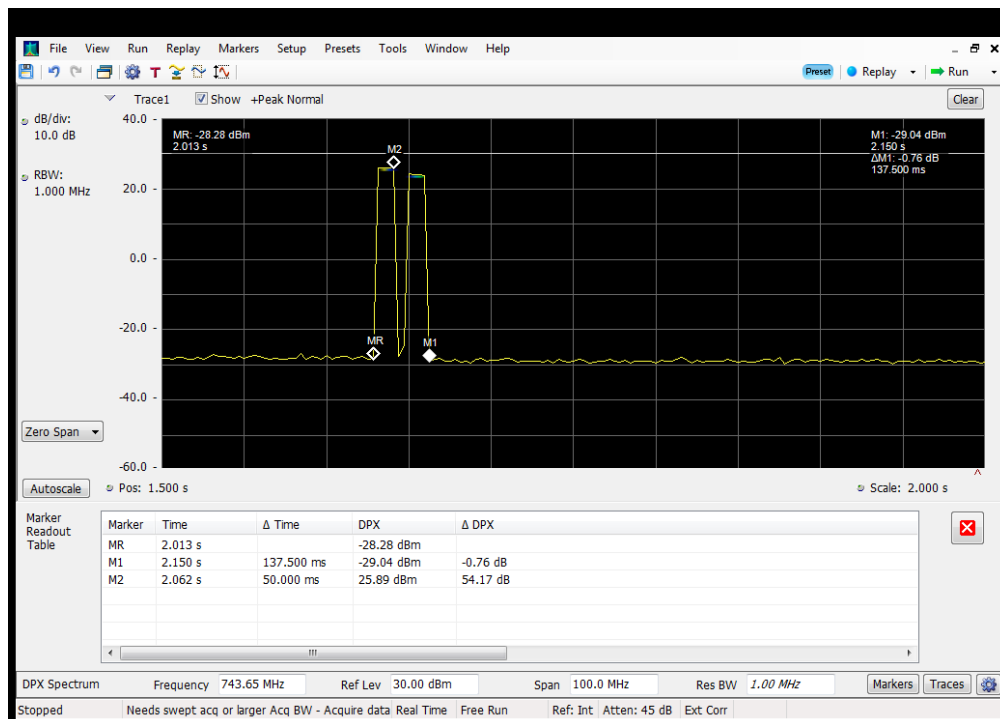 File View Run Replay Markers Setup Presets Tools Window Help
T Preset Replay Run
Trace1 Show +Peak Normal Clear
dB/div:
10.0 dB
RBW:
1.000 MHz
40.0
20.0
0.0
-20.0
-40.0
-60.0
MR: -28.28 dBm
2.013 s
M1: -29.04 dBm
2.150 s
ΔM1: -0.76 dB
137.500 ms
M2
MR
M1
Zero Span
Autoscale Pos: 1.500 s Scale: 2.000 s
Marker
Readout
Table
Marker Time Δ Time DPX Δ DPX
MR 2.013 s -28.28 dBm
M1 2.150 s 137.500 ms -29.04 dBm -0.76 dB
M2 2.062 s 50.000 ms 25.89 dBm 54.17 dB
DPX Spectrum Frequency 743.65 MHz Ref Lev 30.00 dBm Span 100.0 MHz Res BW 1.00 MHz Markers Traces
Stopped Needs swept acq or larger Acq BW - Acquire data Real Time Free Run Ref: Int Atten: 45 dB Ext Corr